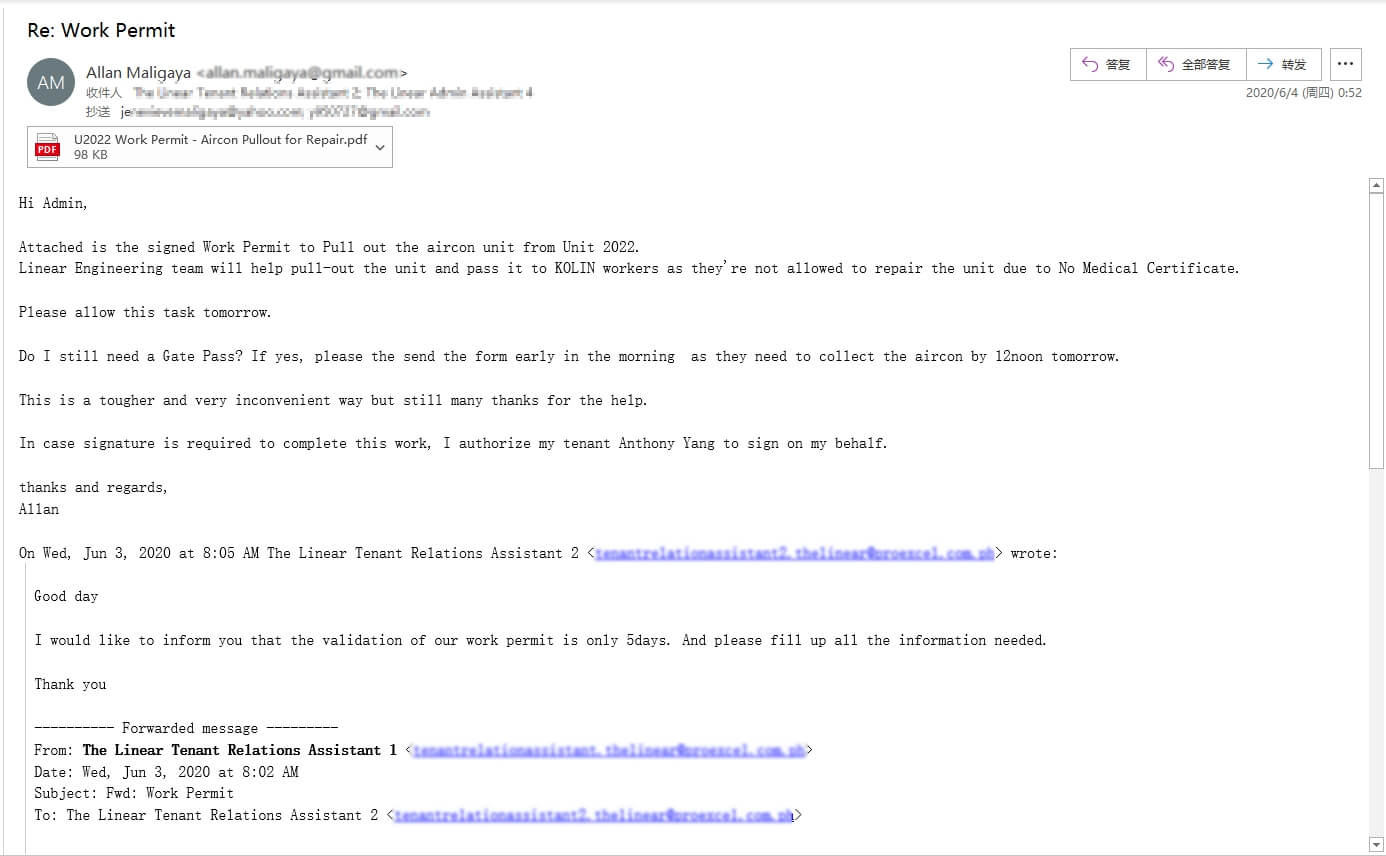 Re: Work Permit
AM
Allan Maligaya
答复
全部答复
转发
收件人
2020/6/4 (周四) 0:52
抄送
U2022 Work Permit - Aircon Pullout for Repair.pdf
PDF
98 KB
Hi Admin,
Attached is the signed Work Permit to Pull out the aircon unit from Unit 2022.
Linear Engineering team will help pull-out the unit and pass it to KOLIN workers as they're not allowed to repair the unit due to No Medical Certificate.
Please allow this task tomorrow.
Do I still need a Gate Pass? If yes, please the send the form early in the morning  as they need to collect the aircon by 12noon tomorrow.
This is a tougher and very inconvenient way but still many thanks for the help.
In case signature is required to complete this work, I authorize my tenant Anthony Yang to sign on my behalf.
thanks and regards,
Allan
On Wed, Jun 3, 2020 at 8:05 AM The Linear Tenant Relations Assistant 2 < > wrote:
Good day
I would like to inform you that the validation of our work permit is only 5days. And please fill up all the information needed.
Thank you
---------- Forwarded message ---------
From: The Linear Tenant Relations Assistant 1 < >
Date: Wed, Jun 3, 2020 at 8:02 AM
Subject: Fwd: Work Permit
To: The Linear Tenant Relations Assistant 2 < >